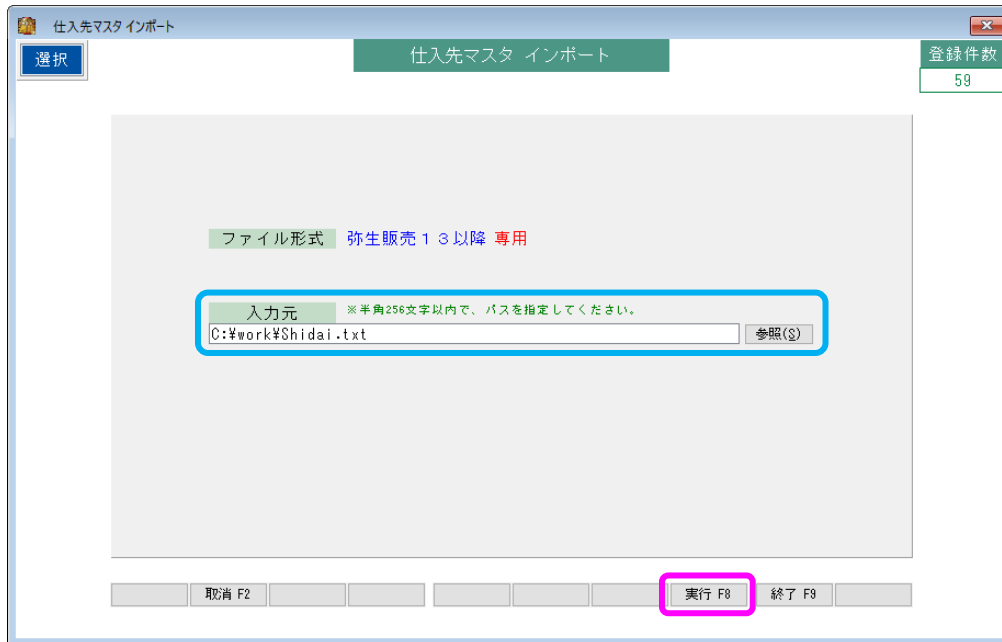 仕入先マスタ インポート
選択
仕入先マスタ インポート
登録件数
59
ファイル形式 弥生販売１３以降 専用
入力元 ※半角256文字以内で、パスを指定してください。
C:¥work¥Shidai.txt 参照(S)
取消 F2 実行 F8 終了 F9